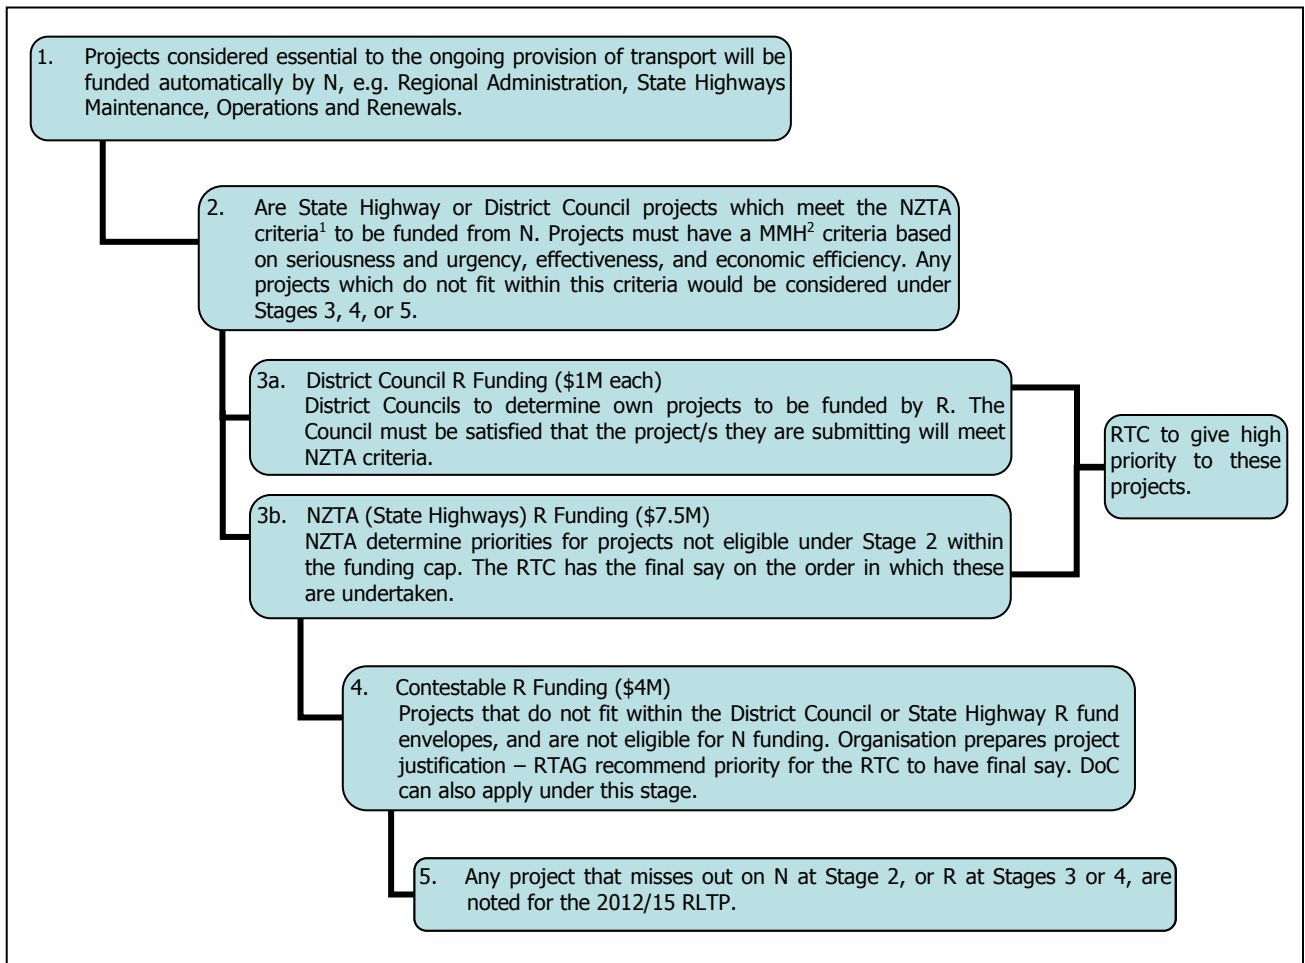 1. Projects considered essential to the ongoing provision of transport will be
funded automatically by N, e.g. Regional Administration, State Highways
Maintenance, Operations and Renewals.
2. Are State Highway or District Council projects which meet the NZTA
criteria¹ to be funded from N. Projects must have a MMH² criteria based
on seriousness and urgency, effectiveness, and economic efficiency. Any
projects which do not fit within this criteria would be considered under
Stages 3, 4, or 5.
3a. District Council R Funding ($1M each)
District Councils to determine own projects to be funded by R. The
Council must be satisfied that the project/s they are submitting will meet
NZTA criteria.
3b. NZTA (State Highways) R Funding ($7.5M)
NZTA determine priorities for projects not eligible under Stage 2 within
the funding cap. The RTC has the final say on the order in which these
are undertaken.
RTC to give high
priority to these
projects.
4. Contestable R Funding ($4M)
Projects that do not fit within the District Council or State Highway R fund
envelopes, and are not eligible for N funding. Organisation prepares project
justification – RTAG recommend priority for the RTC to have final say. DoC
can also apply under this stage.
5. Any project that misses out on N at Stage 2, or R at Stages 3 or 4, are
noted for the 2012/15 RLTP.